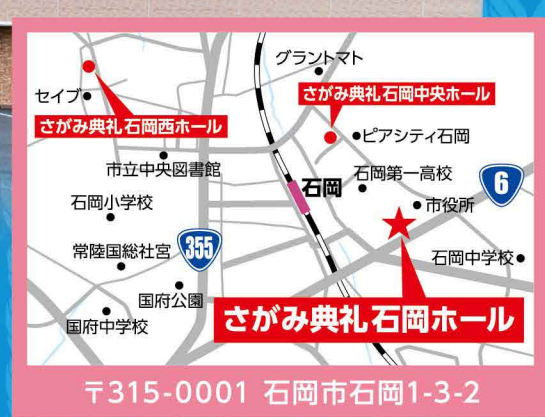 グラントマト
セイブ
さがみ典礼石岡中央ホール
さがみ典礼石岡西ホール
ピアシティ石岡
市立中央図書館
石岡第一高校
石岡
6
石岡小学校
市役所
355
常陸国総社宮
石岡中学校
国府公園
国府中学校
さがみ典礼 石岡ホール
〒315-0001 石岡市石岡1-3-2